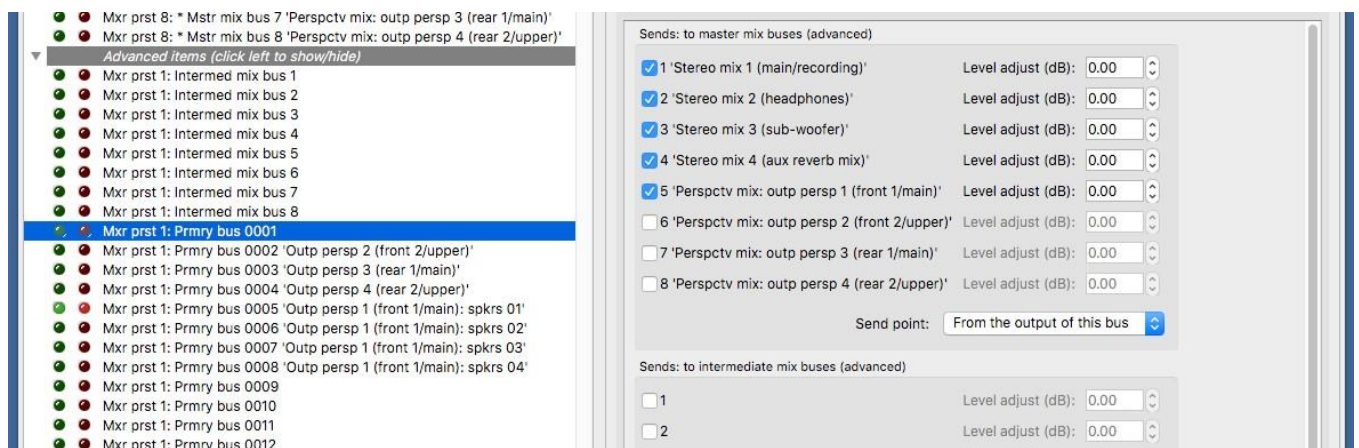 Mxr prst 8: * Mstr mix bus 7 'Perspctv mix: outp persp 3 (rear 1/main)'
Mxr prst 8: * Mstr mix bus 8 'Perspctv mix: outp persp 4 (rear 2/upper)'
Advanced items (click left to show/hide)
Mxr prst 1: Intermed mix bus 1
Mxr prst 1: Intermed mix bus 2
Mxr prst 1: Intermed mix bus 3
Mxr prst 1: Intermed mix bus 4
Mxr prst 1: Intermed mix bus 5
Mxr prst 1: Intermed mix bus 6
Mxr prst 1: Intermed mix bus 7
Mxr prst 1: Intermed mix bus 8
Mxr prst 1: Prmry bus 0001
Mxr prst 1: Prmry bus 0002 'Outp persp 2 (front 2/upper)'
Mxr prst 1: Prmry bus 0003 'Outp persp 3 (rear 1/main)'
Mxr prst 1: Prmry bus 0004 'Outp persp 4 (rear 2/upper)'
Mxr prst 1: Prmry bus 0005 'Outp persp 1 (front 1/main): spkrs 01'
Mxr prst 1: Prmry bus 0006 'Outp persp 1 (front 1/main): spkrs 02'
Mxr prst 1: Prmry bus 0007 'Outp persp 1 (front 1/main): spkrs 03'
Mxr prst 1: Prmry bus 0008 'Outp persp 1 (front 1/main): spkrs 04'
Mxr prst 1: Prmry bus 0009
Mxr prst 1: Prmry bus 0010
Mxr prst 1: Prmry bus 0011
Mxr prst 1: Prmry bus 0012
Sends: to master mix buses (advanced)
1 'Stereo mix 1 (main/recording)' Level adjust (dB): 0.00
2 'Stereo mix 2 (headphones)' Level adjust (dB): 0.00
3 'Stereo mix 3 (sub-woofer)' Level adjust (dB): 0.00
4 'Stereo mix 4 (aux reverb mix)' Level adjust (dB): 0.00
5 'Perspctv mix: outp persp 1 (front 1/main)' Level adjust (dB): 0.00
6 'Perspctv mix: outp persp 2 (front 2/upper)' Level adjust (dB): 0.00
7 'Perspctv mix: outp persp 3 (rear 1/main)' Level adjust (dB): 0.00
8 'Perspctv mix: outp persp 4 (rear 2/upper)' Level adjust (dB): 0.00
Send point: From the output of this bus
Sends: to intermediate mix buses (advanced)
1 Level adjust (dB): 0.00
2 Level adjust (dB): 0.00